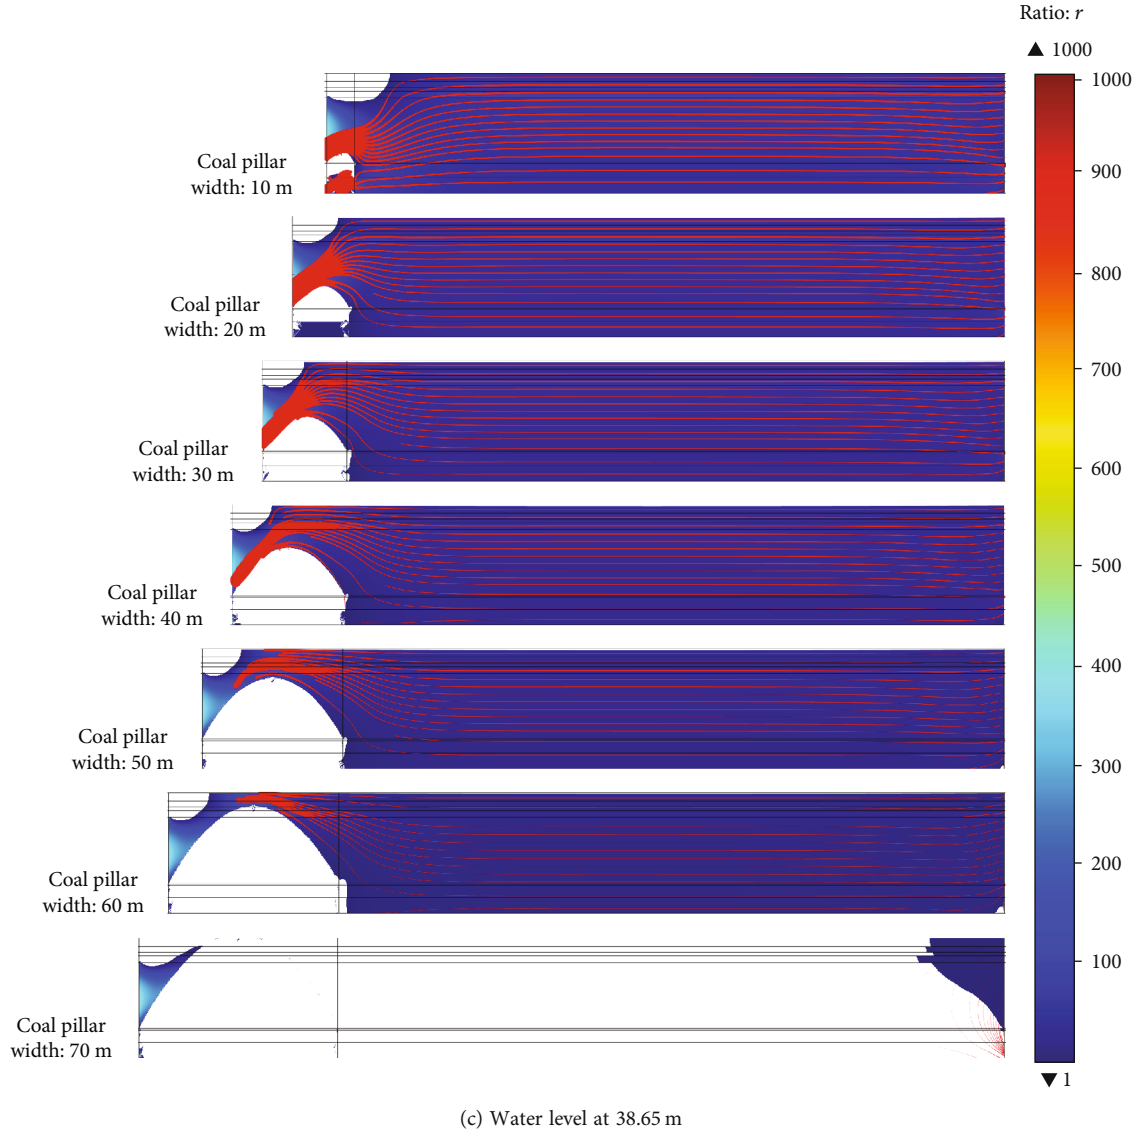 Ratio: r
▲ 1000
1000
900
800
700
600
500
400
300
200
100
▼ 1
Coal pillar
width: 10 m
Coal pillar
width: 20 m
Coal pillar
width: 30 m
Coal pillar
width: 40 m
Coal pillar
width: 50 m
Coal pillar
width: 60 m
Coal pillar
width: 70 m
(c) Water level at 38.65 m